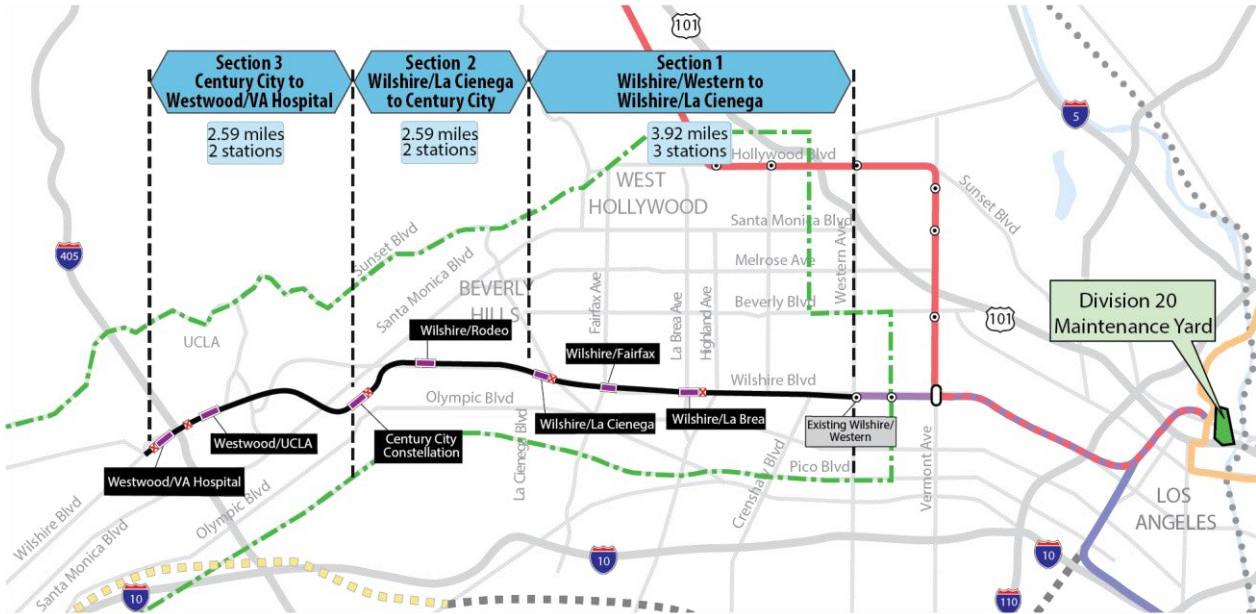 Section 3
Century City to
Westwood/VA Hospital
2.59 miles
2 stations
Section 2
Wilshire/La Cienega
to Century City
2.59 miles
2 stations
Section 1
Wilshire/Western to
Wilshire/La Cienega
3.92 miles
3 stations
101
5
405
Hollywood Blvd
WEST
HOLLYWOOD
Sunset Blvd
Santa Monica Blvd
Western Ave
Melrose Ave
Sunset Blvd
Santa Monica Blvd
BEVERLY
HILLS
Fairfax Ave
La Brea Ave
Highland Ave
Beverly Blvd
101
Division 20
Maintenance Yard
UCLA
Wilshire/Rodeo
Wilshire/Fairfax
Wilshire Blvd
Olympic Blvd
Westwood/UCLA
Century City
Constellation
La Cienega Blvd
Wilshire/La Cienega
Wilshire/La Brea
Existing Wilshire/
Western
Vermont Ave
Westwood/VA Hospital
Pico Blvd
Crenshaw Blvd
Wilshire Blvd
Santa Monica Blvd
Olympic Blvd
LOS
ANGELES
10
10
10
110